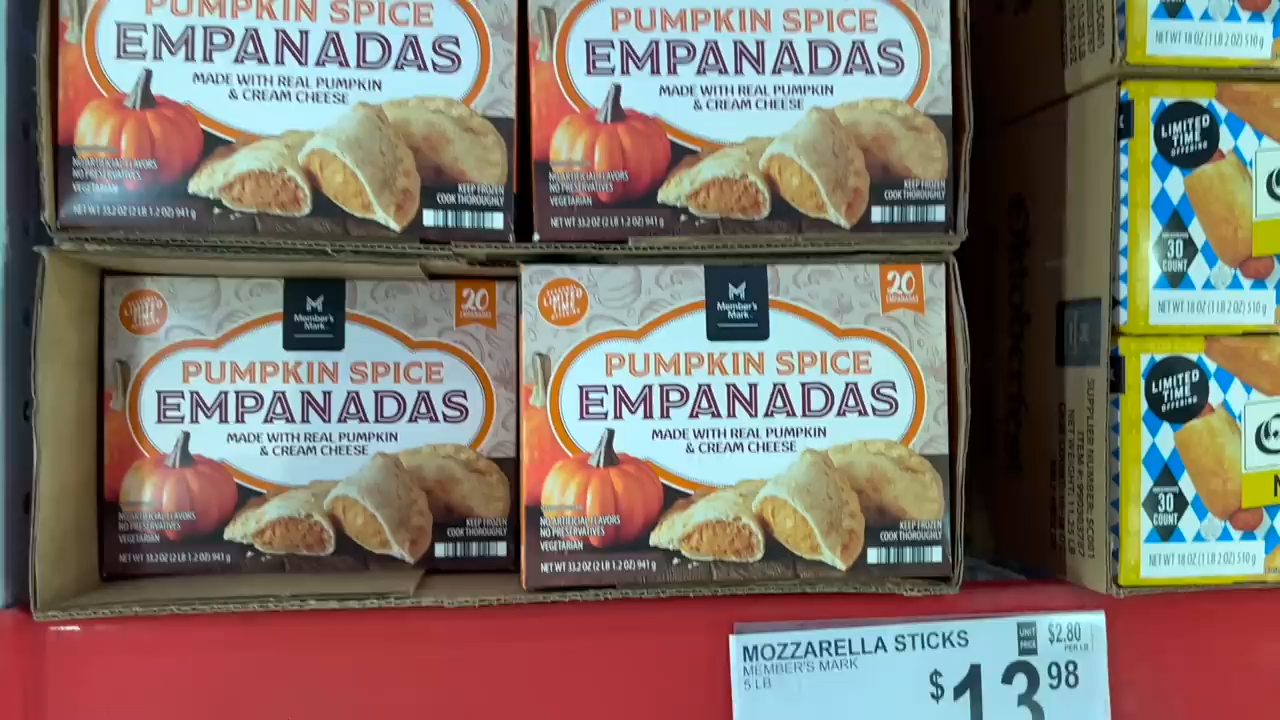 PUMPKIN SPICE
EMPANADAS
MADE WITH REAL PUMPKIN
& CREAM CHEESE
NO ARTIFICIAL FLAVORS
NO PRESERVATIVES
VEGETARIAN
KEEP FROZEN
COOK THOROUGHLY
NET WT 33.2 OZ (2 LB 1.2 OZ) 941 g
PUMPKIN SPICE
EMPANADAS
MADE WITH REAL PUMPKIN
& CREAM CHEESE
NO ARTIFICIAL FLAVORS
NO PRESERVATIVES
VEGETARIAN
KEEP FROZEN
COOK THOROUGHLY
NET WT 33.2 OZ (2 LB 1.2 OZ) 941 g
NET WT 18 OZ (1 LB 2 OZ) 510 g
LIMITED
TIME
OFFERING
30
COUNT
NET WT 18 OZ (1 LB 2 OZ) 510 g
Member's
Mark
20
EMPANADAS
PUMPKIN SPICE
EMPANADAS
MADE WITH REAL PUMPKIN
& CREAM CHEESE
NO ARTIFICIAL FLAVORS
NO PRESERVATIVES
VEGETARIAN
KEEP FROZEN
COOK THOROUGHLY
NET WT 33.2 OZ (2 LB 1.2 OZ) 941 g
LIMITED
TIME
Member's
Mark
20
EMPANADAS
PUMPKIN SPICE
EMPANADAS
MADE WITH REAL PUMPKIN
& CREAM CHEESE
NO ARTIFICIAL FLAVORS
NO PRESERVATIVES
VEGETARIAN
KEEP FROZEN
COOK THOROUGHLY
NET WT 33.2 OZ (2 LB 1.2 OZ) 941 g
SUPPLIER NUMBER: SC001
LIMITED
TIME
OFFERING
30
COUNT
NET WT 18 OZ (1 LB 2 OZ) 510 g
MOZZARELLA STICKS
MEMBER'S MARK
5 LB
UNIT
PRICE
$2.80
PER LB
$13.98